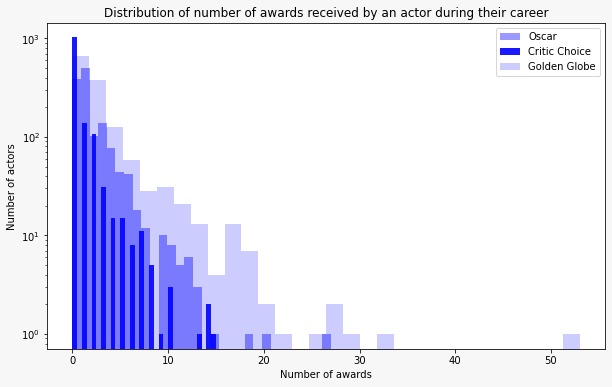 Distribution of number of awards received by an actor during their career
Oscar
Critic Choice
Golden Globe
Number of actors
10³
10²
10¹
10⁰
0 10 20 30 40 50
Number of awards